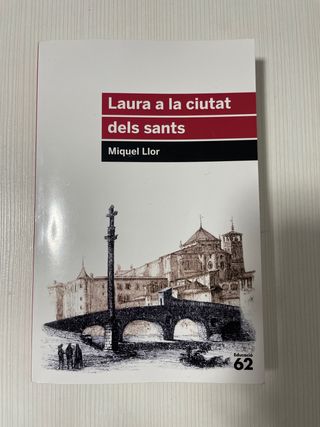 Laura a la ciutat
dels sants
Miquel Llor
Educació
62